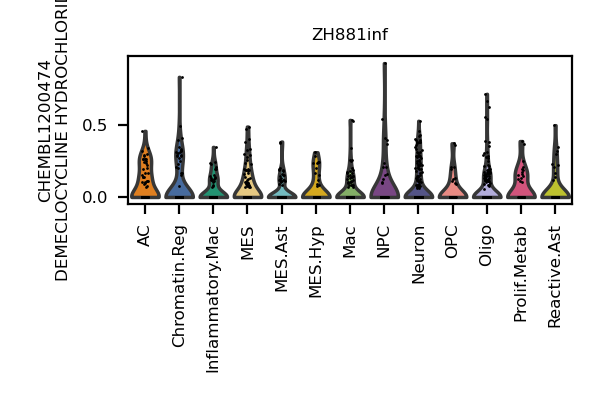 ZH881inf
CHEMBL1200474
DEMECLOCYCLINE
0.5
0.0
AC
Chromatin.Reg
Inflammatory.Mac
MES
MES.Ast
MES.Hyp
Mac
NPC
Neuron
OPC
Oligo
Prolif.Metab
Reactive.Ast